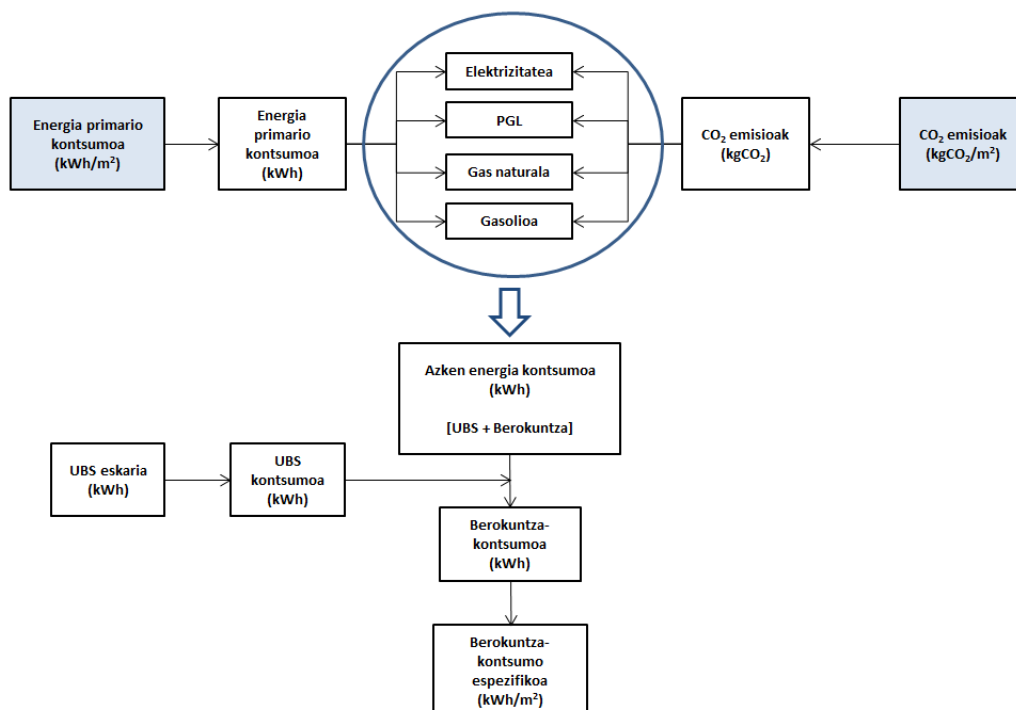 Elektrizitatea
PGL
Gas naturala
Gasolioa
Energia primario
kontsumoa
(kWh/m²)
Energia
primario
kontsumoa
(kWh)
CO₂ emisioak
(kgCO₂)
CO₂ emisioak
(kgCO₂/m²)
Azken energia kontsumoa
(kWh)
[UBS + Berokuntza]
UBS eskaria
(kWh)
UBS
kontsumoa
(kWh)
Berokuntza-
kontsumoa
(kWh)
Berokuntza-
kontsumo
espezifikoa
(kWh/m²)